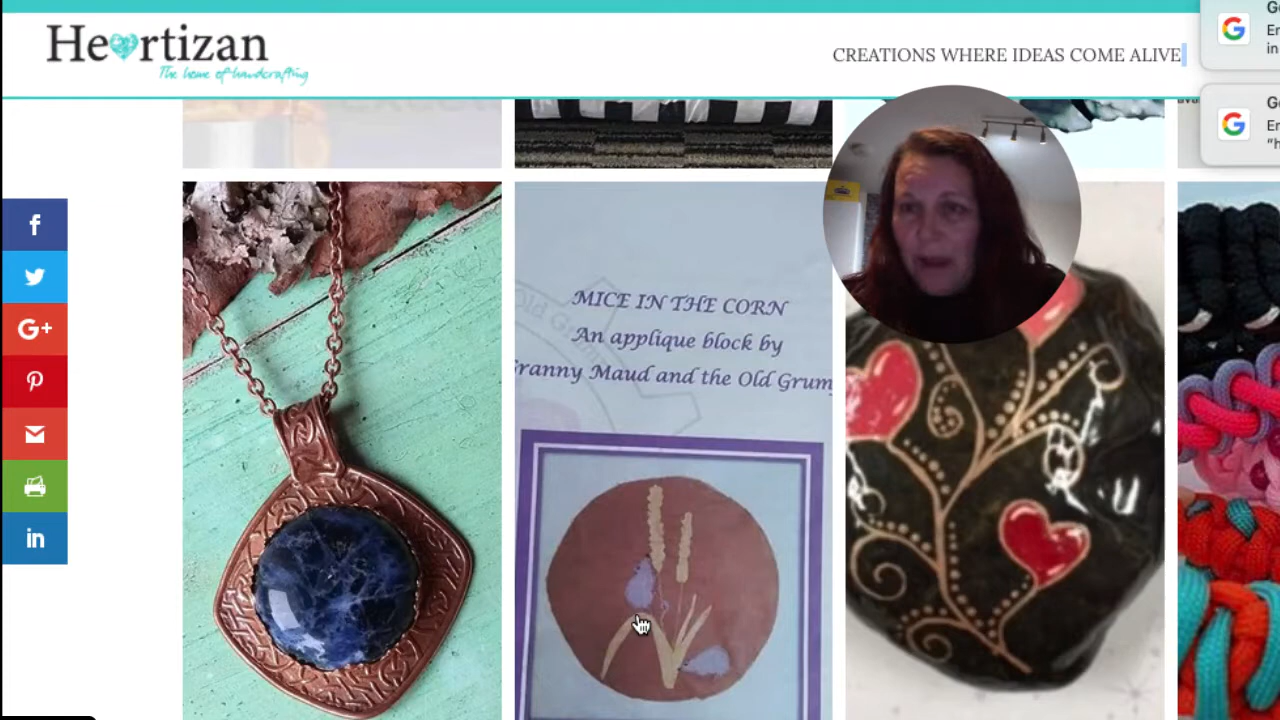 Heartizan
The home of handcrafting
CREATIONS WHERE IDEAS COME ALIVE
MICE IN THE CORN
An applique block by
Granny Maud and the Old
f
G+
in
G
G